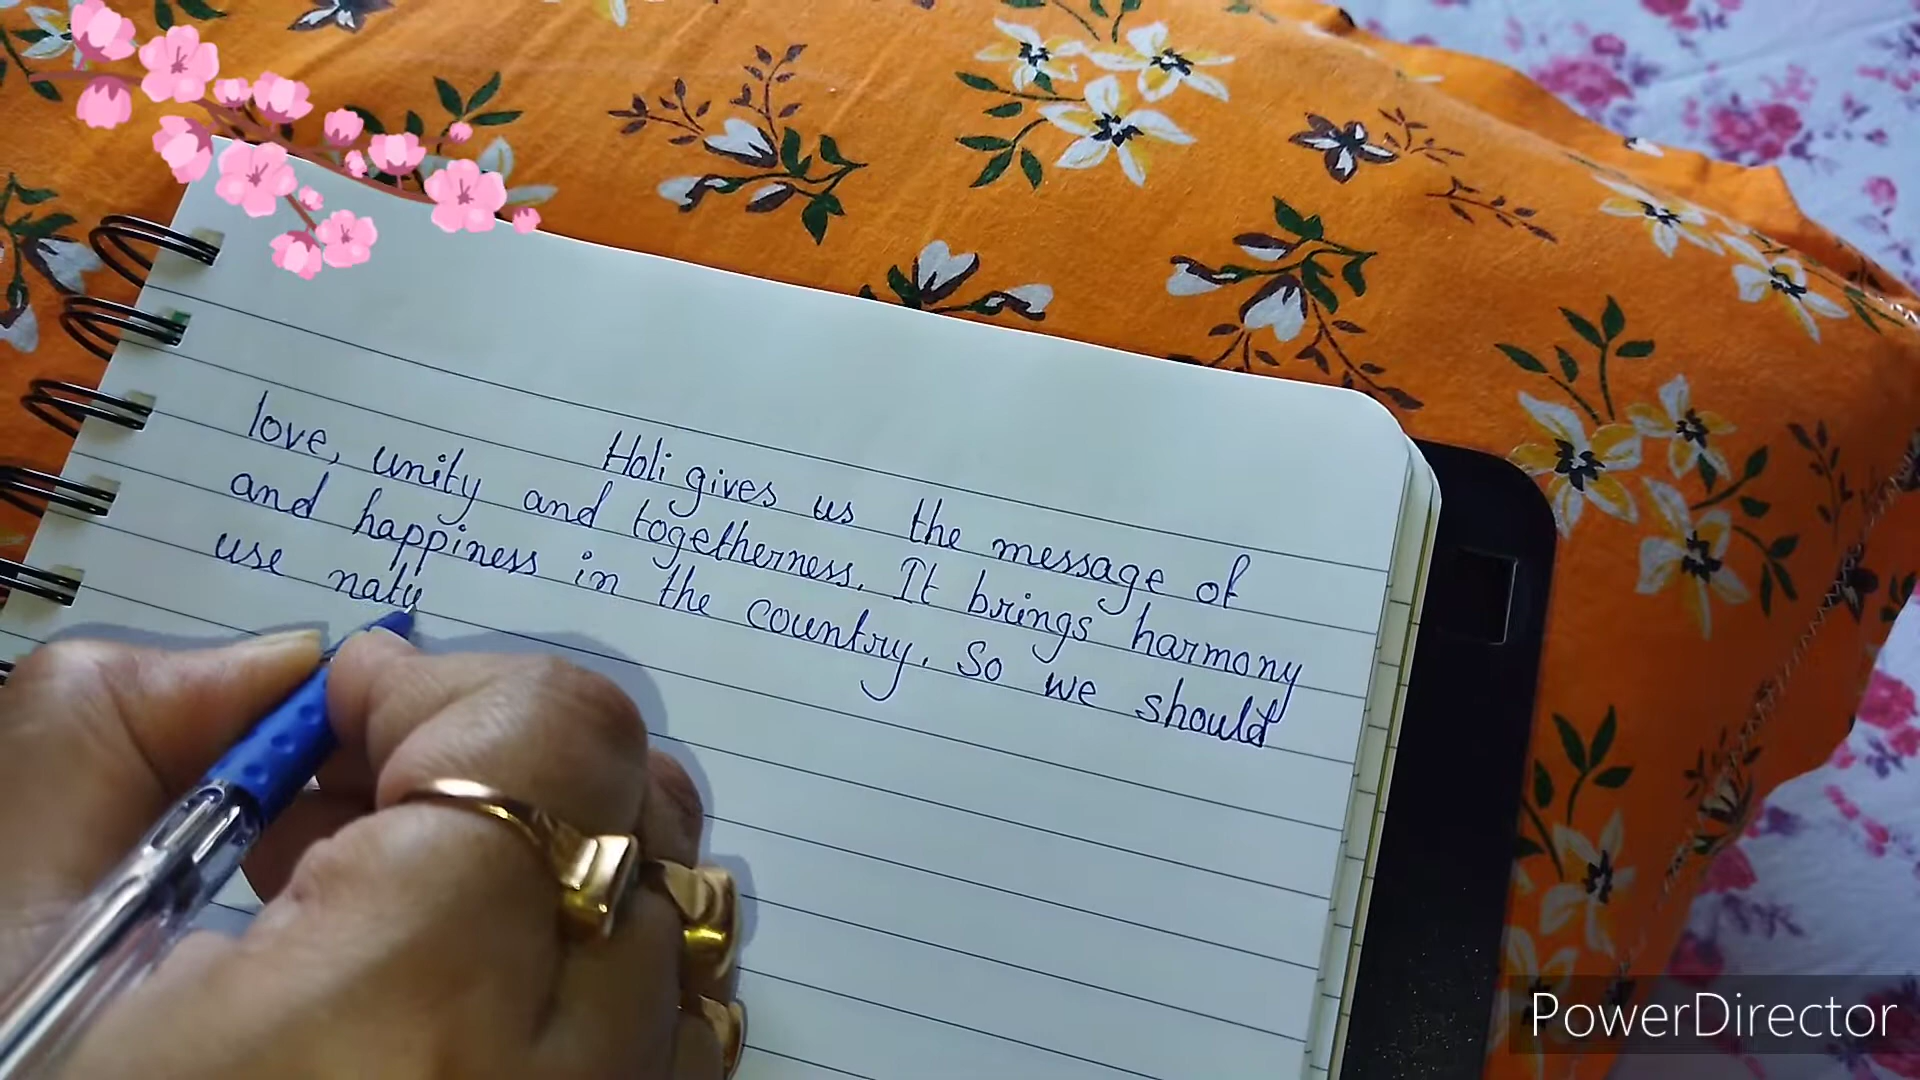 Holi gives us the message of
love, unity and togetherness. It brings harmony
and happiness in the country. So we should
use natu
PowerDirector